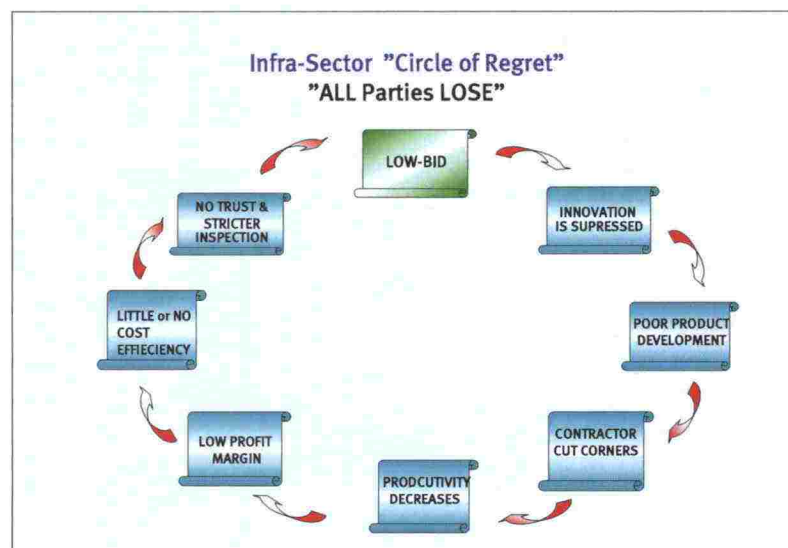 Infra-Sector "Circle of Regret"
"ALL Parties LOSE"
LOW-BID
INNOVATION
IS SUPRESSED
POOR PRODUCT
DEVELOPMENT
CONTRACTOR
CUT CORNERS
PRODCUTIVITY
DECREASES
LOW PROFIT
MARGIN
LITTLE or NO
COST
EFFIECIENCY
NO TRUST &
STRICTER
INSPECTION